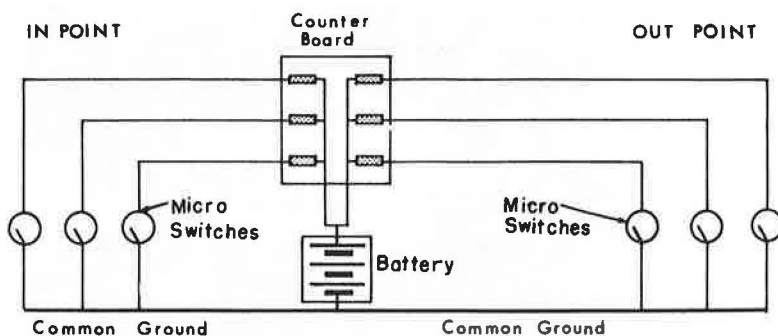 IN POINT
Counter
Board
OUT POINT
Micro
Switches
Micro
Switches
Battery
Common Ground
Common Ground